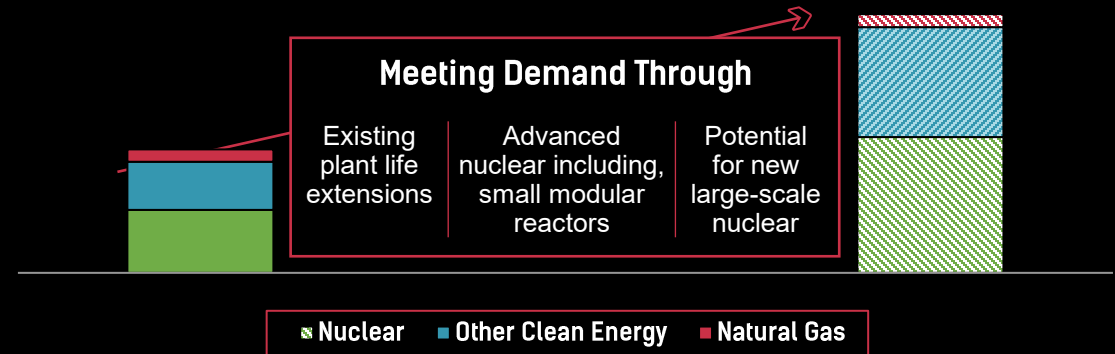 Meeting Demand Through
Existing
plant life
extensions
Advanced
nuclear including,
small modular
reactors
Potential
for new
large-scale
nuclear
Nuclear
Other Clean Energy
Natural Gas